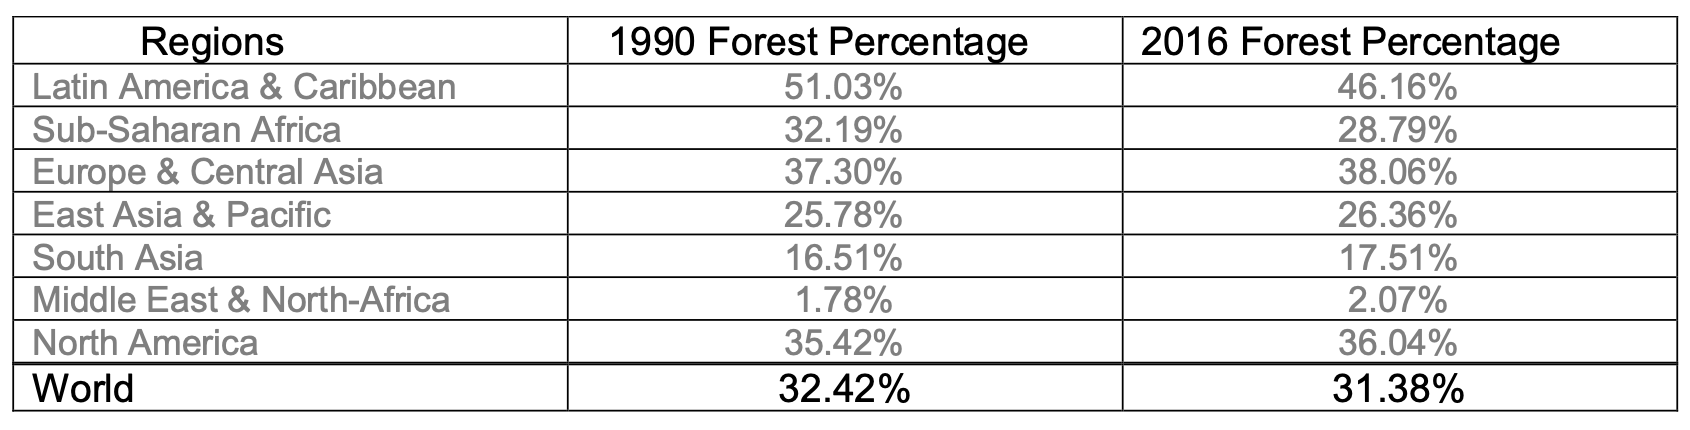 Regions 1990 Forest Percentage 2016 Forest Percentage
Latin America & Caribbean 51.03% 46.16%
Sub-Saharan Africa 32.19% 28.79%
Europe & Central Asia 37.30% 38.06%
East Asia & Pacific 25.78% 26.36%
South Asia 16.51% 17.51%
Middle East & North-Africa 1.78% 2.07%
North America 35.42% 36.04%
World 32.42% 31.38%